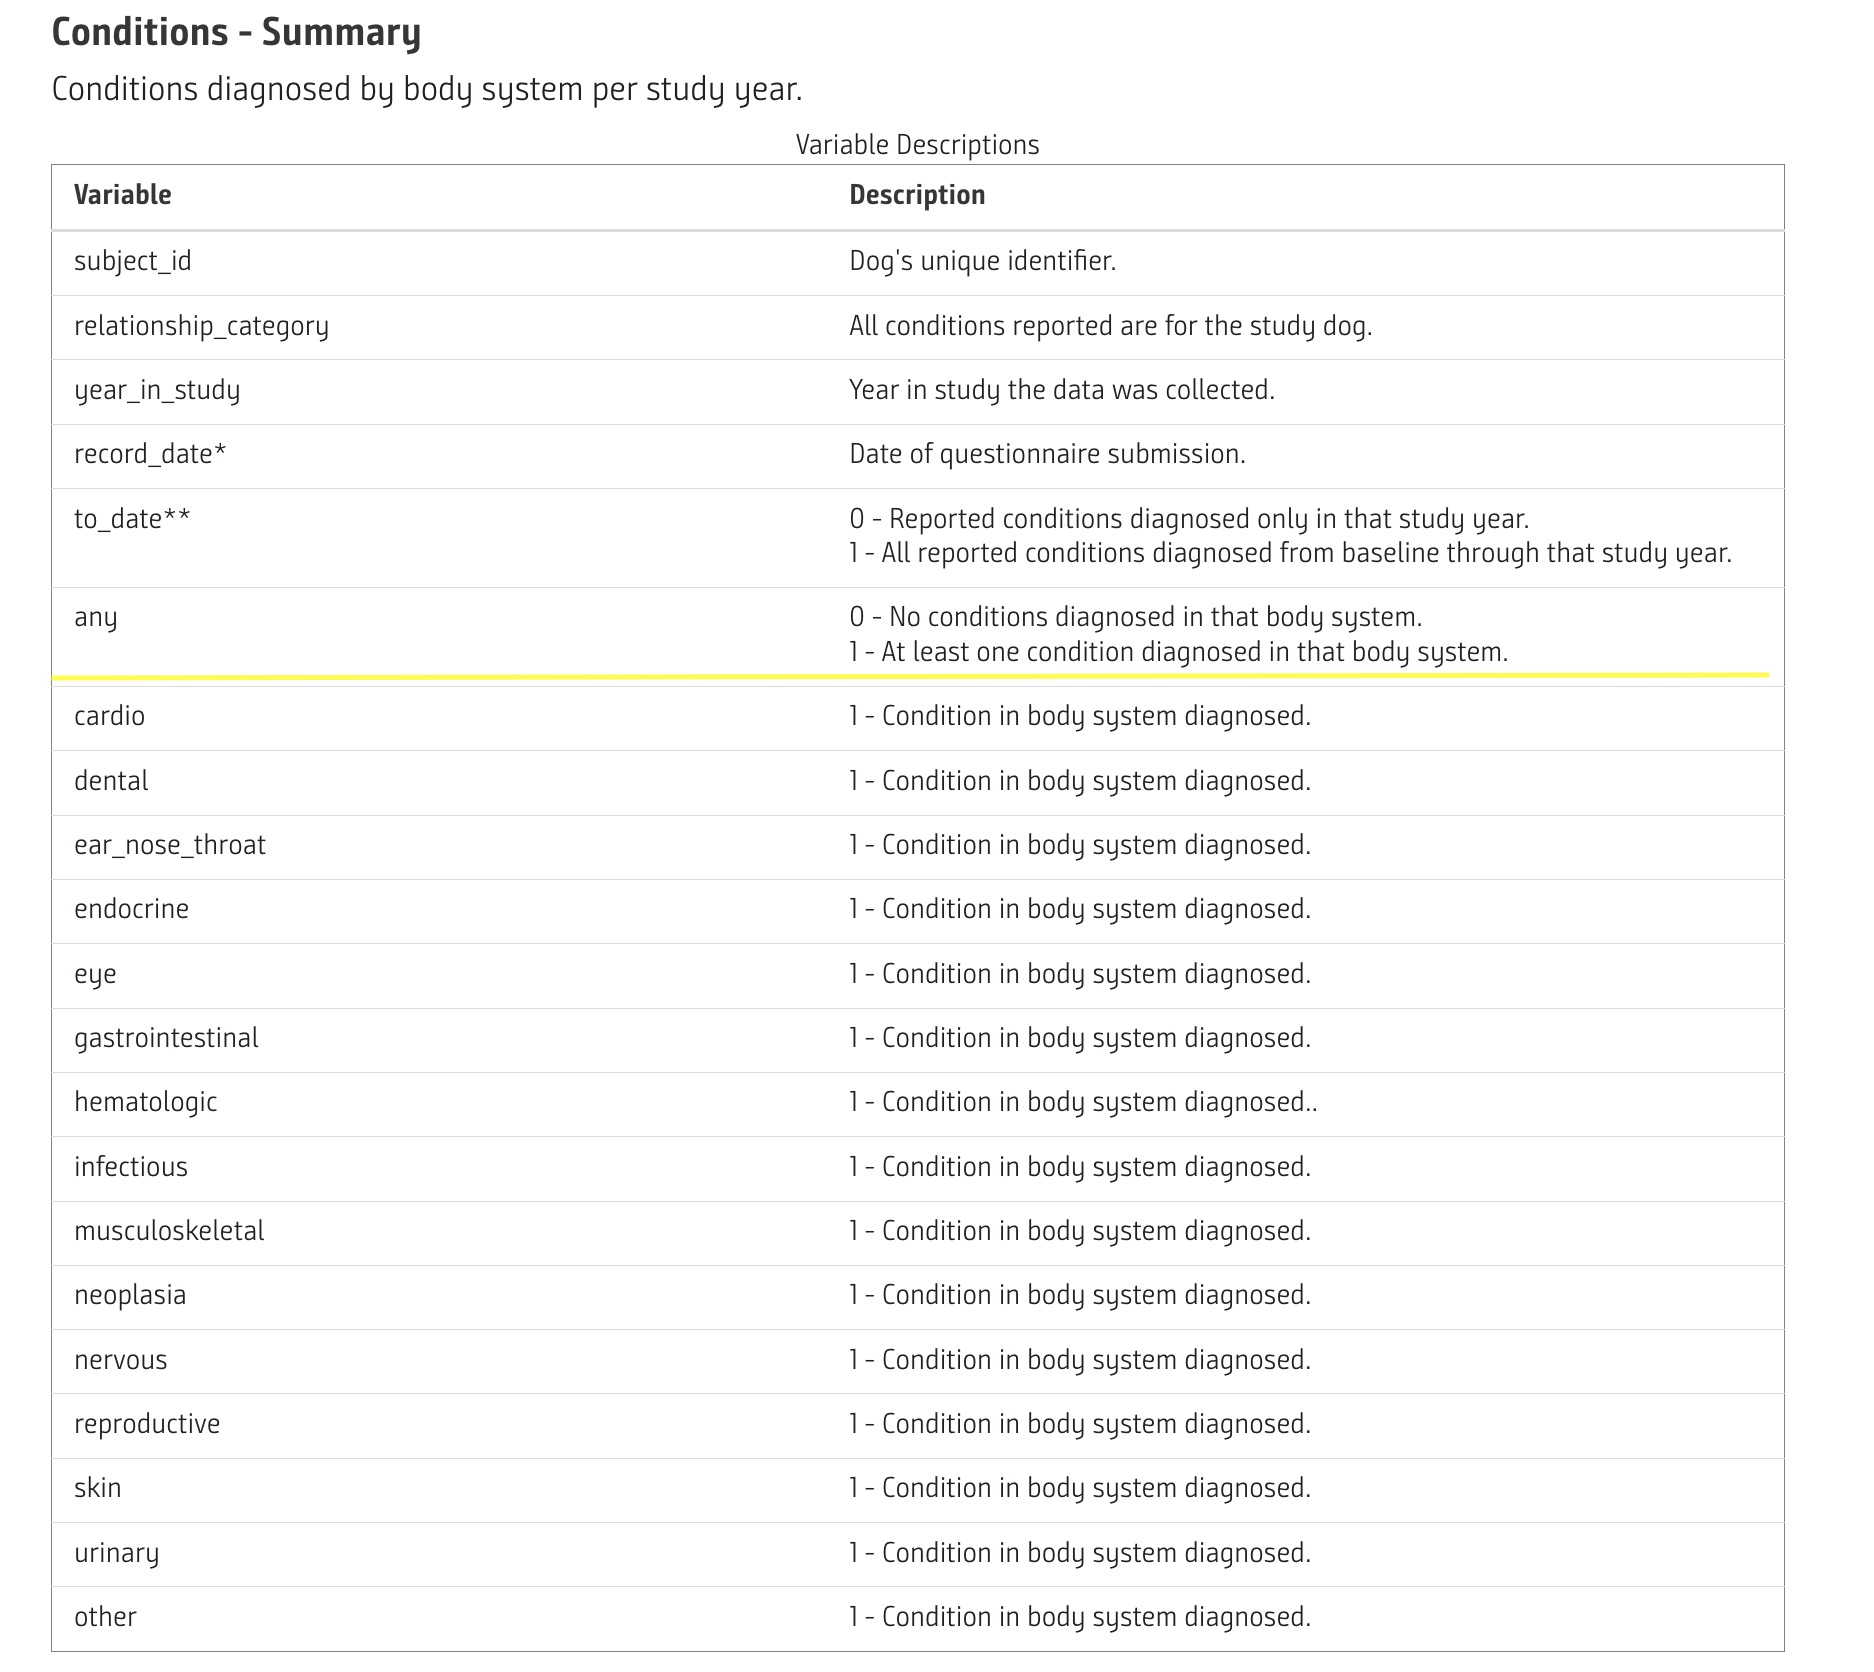 Conditions - Summary
Conditions diagnosed by body system per study year.
Variable Descriptions
Variable Description
subject_id Dog's unique identifier.
relationship_category All conditions reported are for the study dog.
year_in_study Year in study the data was collected.
record_date* Date of questionnaire submission.
to_date** 0 - Reported conditions diagnosed only in that study year.
1 - All reported conditions diagnosed from baseline through that study year.
any 0 - No conditions diagnosed in that body system.
1 - At least one condition diagnosed in that body system.
cardio 1 - Condition in body system diagnosed.
dental 1 - Condition in body system diagnosed.
ear_nose_throat 1 - Condition in body system diagnosed.
endocrine 1 - Condition in body system diagnosed.
eye 1 - Condition in body system diagnosed.
gastrointestinal 1 - Condition in body system diagnosed.
hematologic 1 - Condition in body system diagnosed..
infectious 1 - Condition in body system diagnosed.
musculoskeletal 1 - Condition in body system diagnosed.
neoplasia 1 - Condition in body system diagnosed.
nervous 1 - Condition in body system diagnosed.
reproductive 1 - Condition in body system diagnosed.
skin 1 - Condition in body system diagnosed.
urinary 1 - Condition in body system diagnosed.
other 1 - Condition in body system diagnosed.